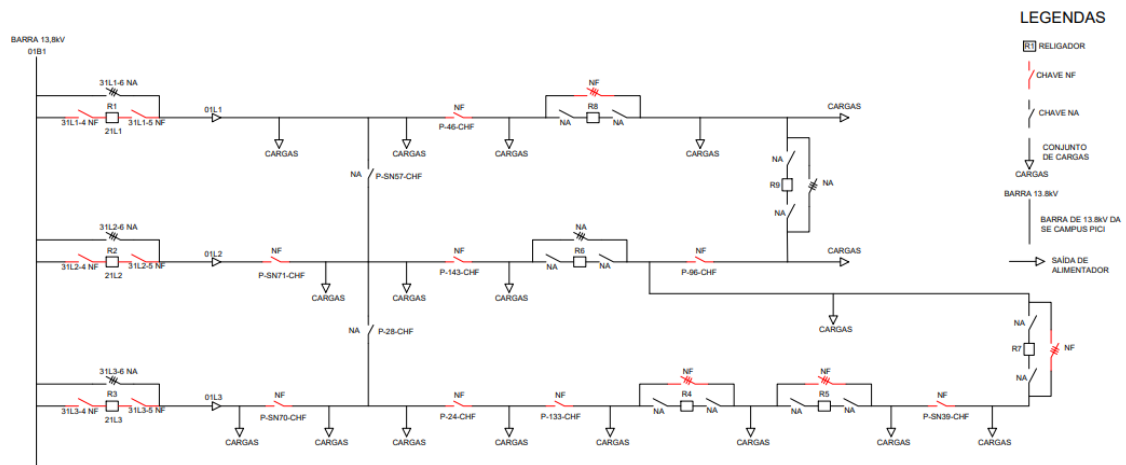 LEGENDAS
R1 RELIGADOR
CHAVE NF
CHAVE NA
CONJUNTO
DE CARGAS
CARGAS
BARRA 13.8kV
BARRA DE 13.8kV DA
SE CAMPUS PICI
SAÍDA DE
ALIMENTADOR
BARRA 13,8kV
01B1
31L1-6 NA
R1
31L1-4 NF
31L1-5 NF
21L1
01L1
CARGAS
CARGAS
NF
P-46-CHF
CARGAS
NF
NA
R8
NA
CARGAS
CARGAS
NA
P-SN57-CHF
NA
R9
NA
NA
31L2-6 NA
R2
31L2-4 NF
31L2-5 NF
21L2
01L2
NF
P-SN71-CHF
CARGAS
CARGAS
NF
P-143-CHF
CARGAS
NA
NA
R6
NA
NF
P-96-CHF
CARGAS
CARGAS
NA
P-28-CHF
NA
R7
NA
NF
31L3-6 NA
R3
31L3-4 NF
31L3-5 NF
21L3
01L3
CARGAS
NF
P-SN70-CHF
CARGAS
CARGAS
NF
P-24-CHF
CARGAS
NF
P-133-CHF
CARGAS
NF
NA
R4
NA
CARGAS
NF
NA
R5
NA
CARGAS
NF
P-SN39-CHF
CARGAS